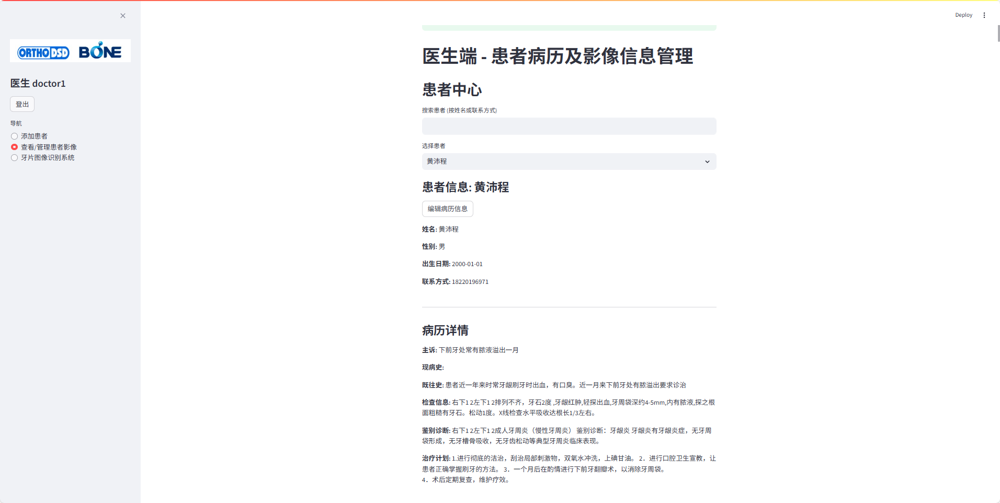 Deploy
ORTHO DSD BONE
医生 doctor1
登出
导航
添加患者
查看/管理患者影像
牙片图像识别系统
医生端 - 患者病历及影像信息管理
患者中心
搜索患者 (按姓名或联系方式)
选择患者
黄沛程
患者信息: 黄沛程
编辑病历信息
姓名: 黄沛程
性别: 男
出生日期: 2000-01-01
联系方式: 18220196971
病历详情
主诉: 下前牙处常有脓液溢出一月
现病史:
既往史: 患者近一年来时常牙龈刷牙时出血，有口臭。近一月来下前牙处有脓溢出要求诊治
检查信息: 右下1 2左下1 2排列不齐，牙石2度 ,牙龈红肿,轻探出血,牙周袋深约4-5mm,内有脓液,探之根
面粗糙有牙石。松动1度。X线检查水平吸收达根长1/3左右。
鉴别诊断: 右下1 2左下1 2成人牙周炎（慢性牙周炎） 鉴别诊断：牙龈炎 牙龈炎有牙龈炎症，无牙周
袋形成，无牙槽骨吸收，无牙齿松动等典型牙周炎临床表现。
治疗计划: 1.进行彻底的洁治，刮治局部刺激物，双氧水冲洗，上碘甘油。 2．进行口腔卫生宣教，让
患者正确掌握刷牙的方法。 3．一个月后在酌情进行下前牙翻瓣术，以消除牙周袋。
4．术后定期复查，维护疗效。